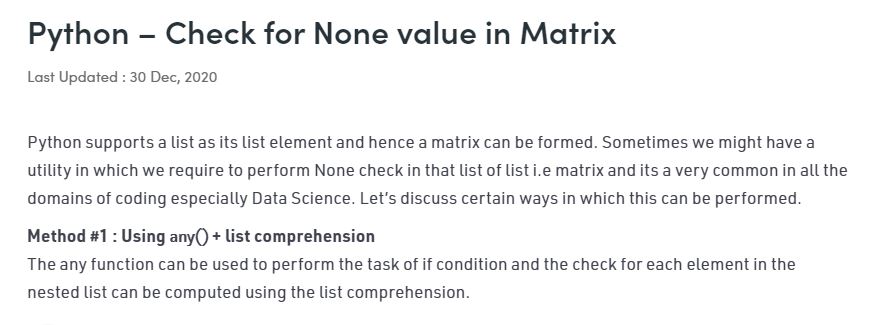 Python – Check for None value in Matrix
Last Updated : 30 Dec, 2020
Python supports a list as its list element and hence a matrix can be formed. Sometimes we might have a
utility in which we require to perform None check in that list of list i.e matrix and its a very common in all the
domains of coding especially Data Science. Let’s discuss certain ways in which this can be performed.
Method #1 : Using any() + list comprehension
The any function can be used to perform the task of if condition and the check for each element in the
nested list can be computed using the list comprehension.